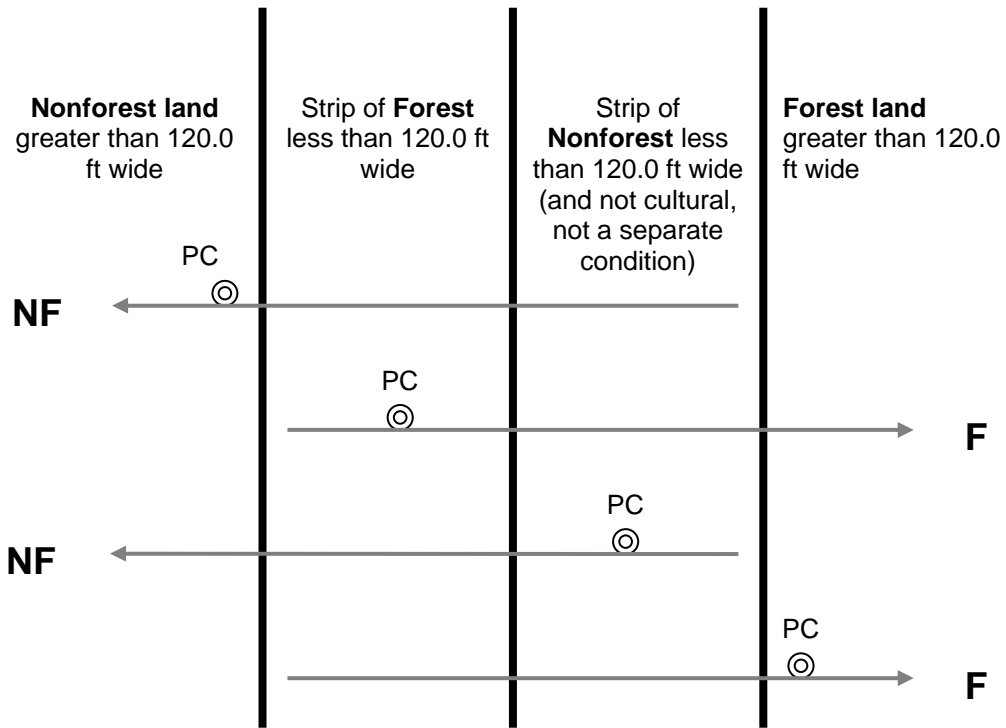 Nonforest land
greater than 120.0
ft wide
Strip of Forest
less than 120.0 ft
wide
Strip of
Nonforest less
than 120.0 ft wide
(and not cultural,
not a separate
condition)
Forest land
greater than 120.0
ft wide
PC
NF
PC
F
PC
NF
PC
F